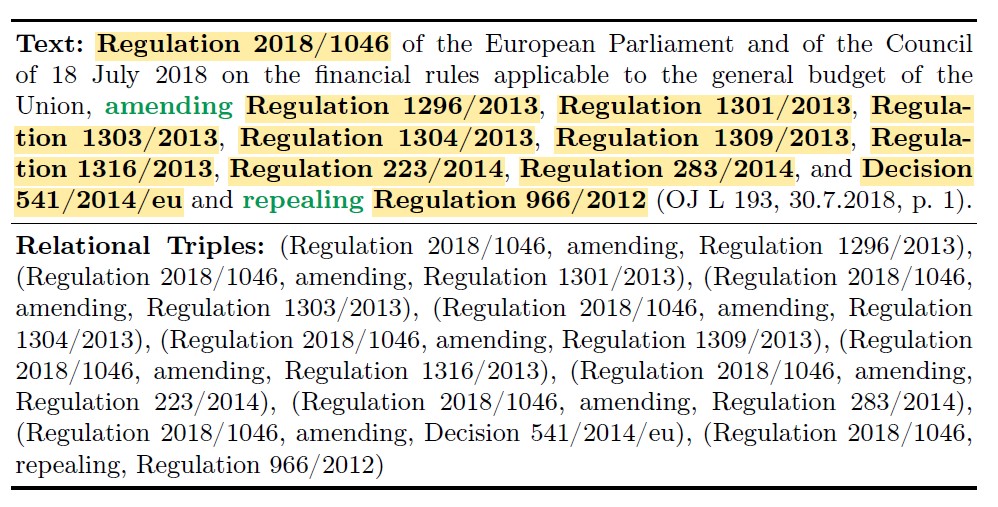 Text: Regulation 2018/1046 of the European Parliament and of the Council
of 18 July 2018 on the financial rules applicable to the general budget of the
Union, amending Regulation 1296/2013, Regulation 1301/2013, Regula-
tion 1303/2013, Regulation 1304/2013, Regulation 1309/2013, Regula-
tion 1316/2013, Regulation 223/2014, Regulation 283/2014, and Decision
541/2014/eu and repealing Regulation 966/2012 (OJ L 193, 30.7.2018, p. 1).
Relational Triples: (Regulation 2018/1046, amending, Regulation 1296/2013),
(Regulation 2018/1046, amending, Regulation 1301/2013), (Regulation 2018/1046,
amending, Regulation 1303/2013), (Regulation 2018/1046, amending, Regulation
1304/2013), (Regulation 2018/1046, amending, Regulation 1309/2013), (Regulation
2018/1046, amending, Regulation 1316/2013), (Regulation 2018/1046, amending,
Regulation 223/2014), (Regulation 2018/1046, amending, Regulation 283/2014),
(Regulation 2018/1046, amending, Decision 541/2014/eu), (Regulation 2018/1046,
repealing, Regulation 966/2012)